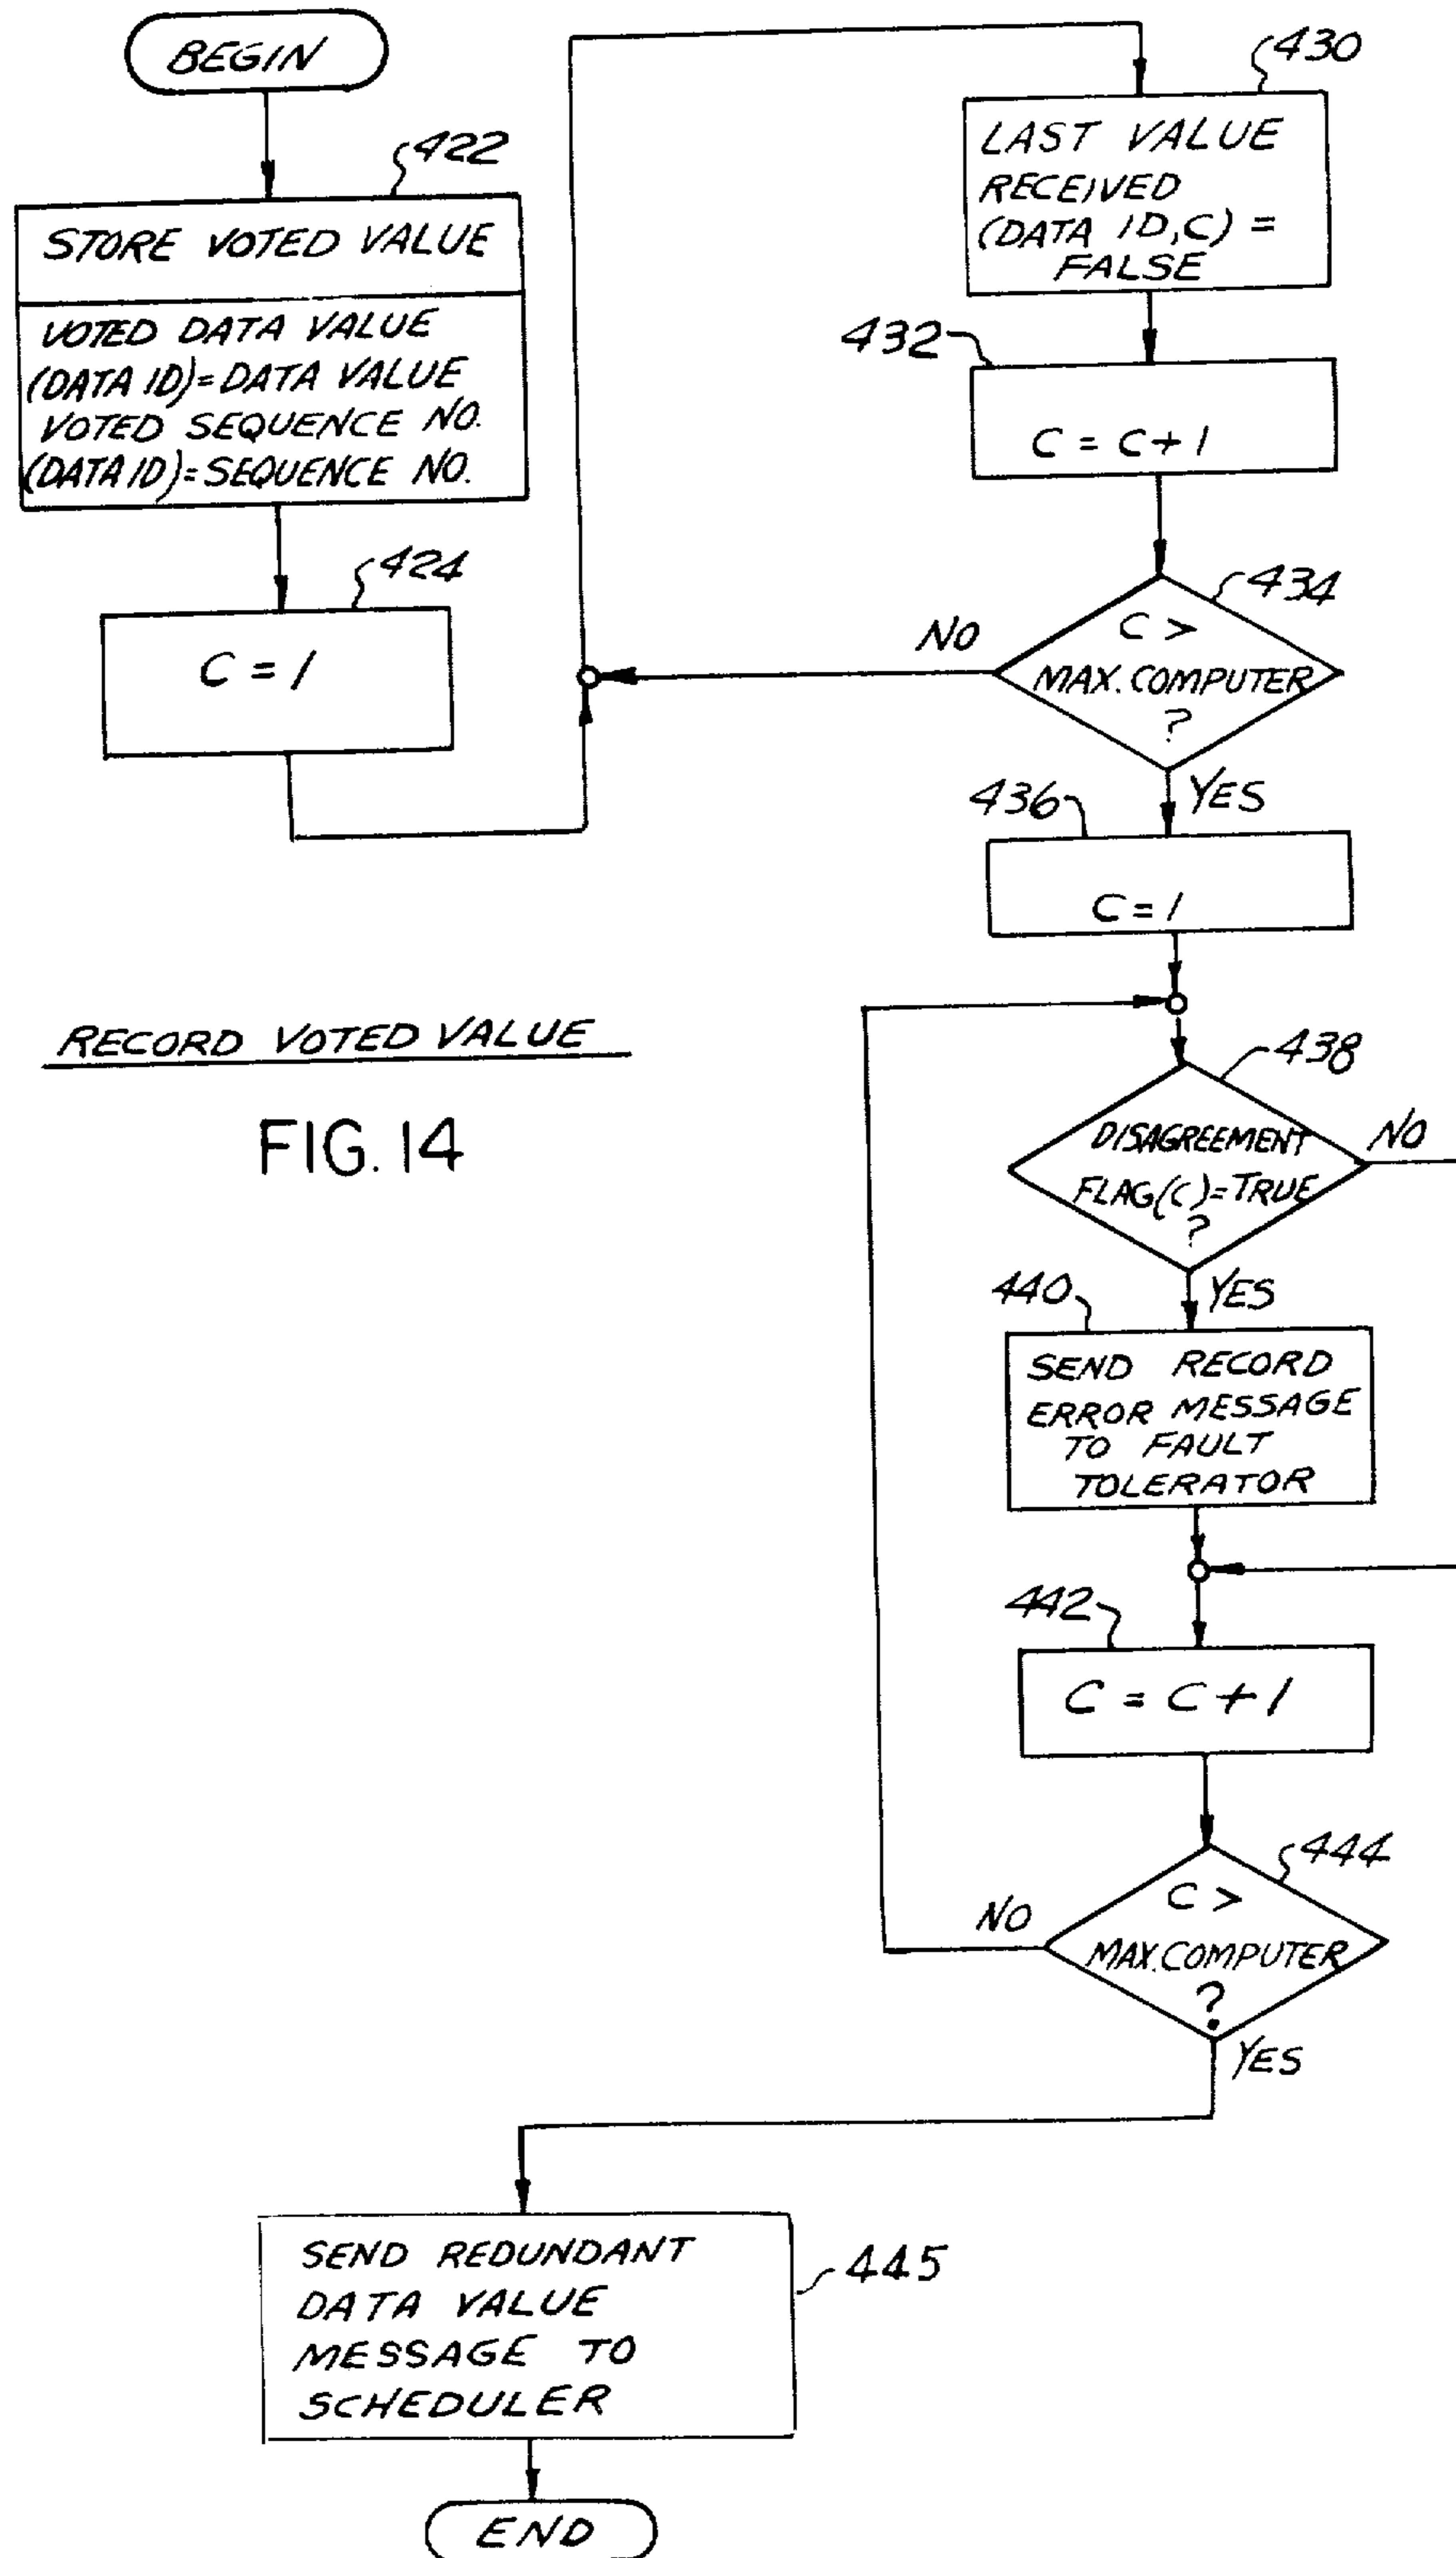 BEGIN
422
STORE VOTED VALUE
VOTED DATA VALUE
(DATA ID)=DATA VALUE
VOTED SEQUENCE NO.
(DATA ID)=SEQUENCE NO.
424
C = 1
430
LAST VALUE
RECEIVED
(DATA ID,C) =
FALSE
432
C = C+1
434
C >
MAX. COMPUTER
?
NO
YES
436
C = 1
RECORD VOTED VALUE
FIG. 14
438
DISAGREEMENT
FLAG(C)=TRUE
?
NO
YES
440
SEND RECORD
ERROR MESSAGE
TO FAULT
TOLERATOR
442
C = C + 1
444
C >
MAX. COMPUTER
?
NO
YES
445
SEND REDUNDANT
DATA VALUE
MESSAGE TO
SCHEDULER
END